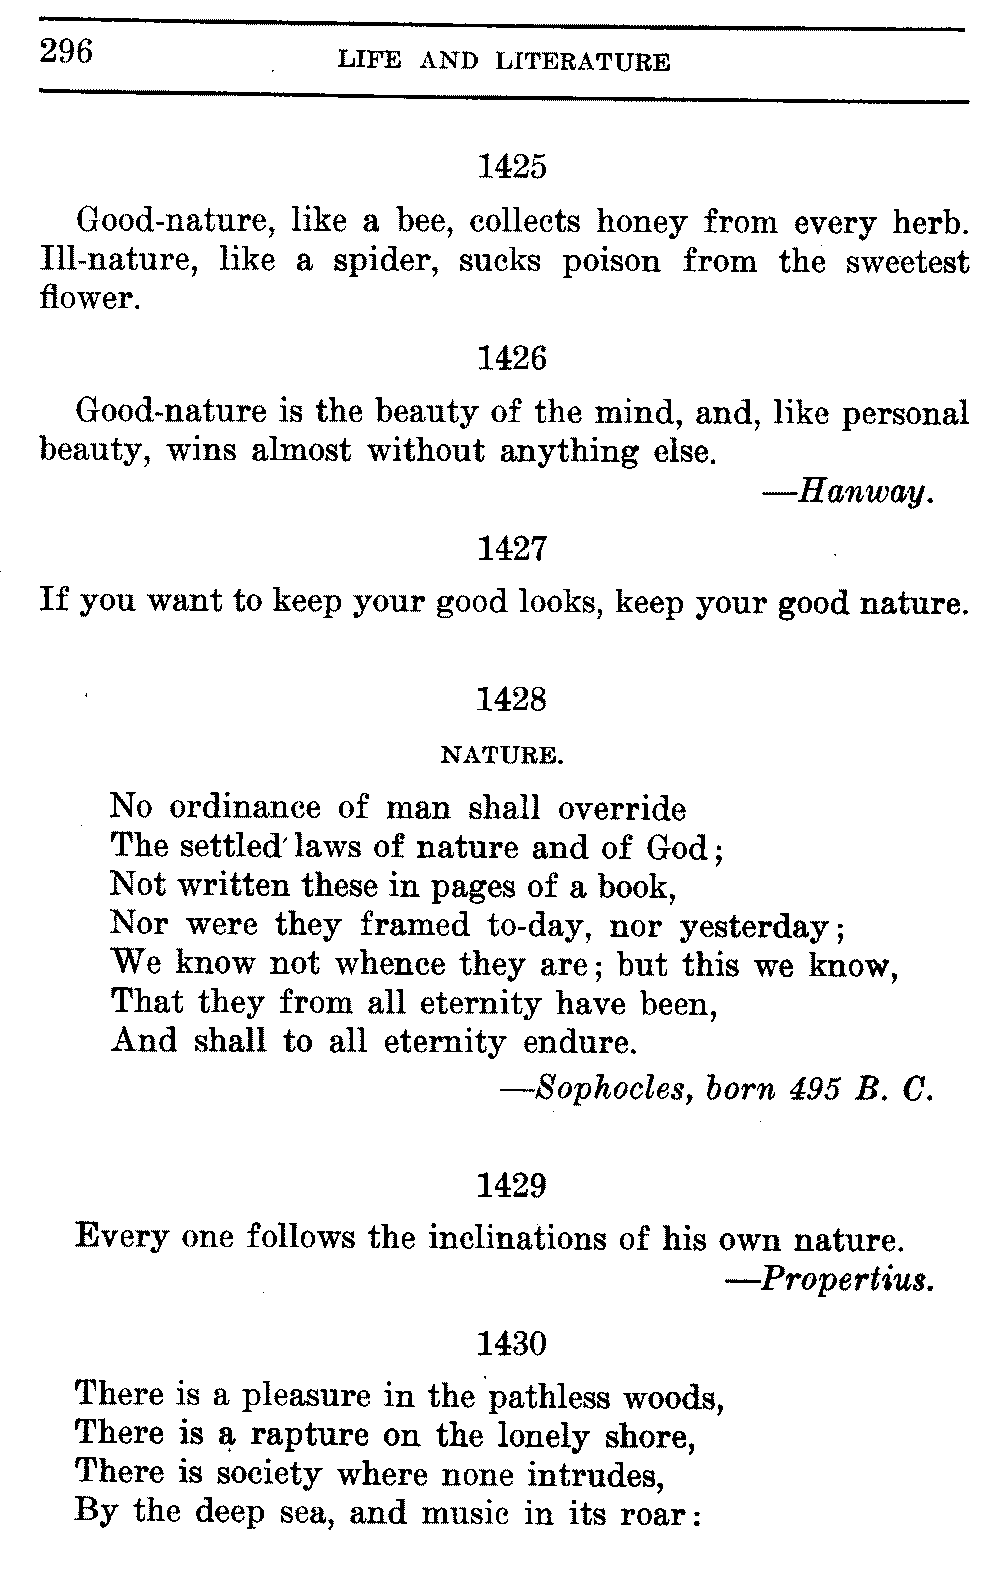 296
LIFE AND LITERATURE
1425
Good-nature, like a bee, collects honey from every herb.
Ill-nature, like a spider, sucks poison from the sweetest
flower.
1426
Good-nature is the beauty of the mind, and, like personal
beauty, wins almost without anything else.
—Hanway.
1427
If you want to keep your good looks, keep your good nature.
1428
NATURE.
No ordinance of man shall override
The settled laws of nature and of God;
Not written these in pages of a book,
Nor were they framed to-day, nor yesterday;
We know not whence they are; but this we know,
That they from all eternity have been,
And shall to all eternity endure.
—Sophocles, born 495 B. C.
1429
Every one follows the inclinations of his own nature.
—Propertius.
1430
There is a pleasure in the pathless woods,
There is a rapture on the lonely shore,
There is society where none intrudes,
By the deep sea, and music in its roar: